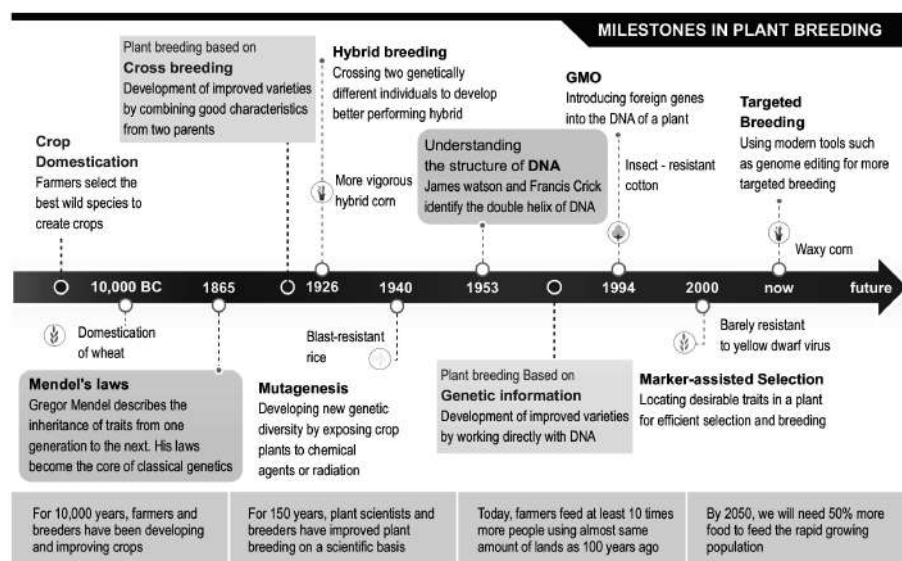 MILESTONES IN PLANT BREEDING
Plant breeding based on
Cross breeding
Development of improved varieties
by combining good characteristics
from two parents
Hybrid breeding
Crossing two genetically
different individuals to develop
better performing hybrid
GMO
Introducing foreign genes
into the DNA of a plant
Targeted
Breeding
Using modern tools such
as genome editing for more
targeted breeding
Crop
Domestication
Farmers select the
best wild species to
create crops
More vigorous
hybrid corn
Understanding
the structure of DNA
James watson and Francis Crick
identify the double helix of DNA
Insect - resistant
cotton
Waxy corn
10,000 BC
1865
1926
1940
1953
1994
2000
now
future
Domestication
of wheat
Blast-resistant
rice
Barely resistant
to yellow dwarf virus
Mendel's laws
Gregor Mendel describes the
inheritance of traits from one
generation to the next. His laws
become the core of classical genetics
Mutagenesis
Developing new genetic
diversity by exposing crop
plants to chemical
agents or radiation
Plant breeding Based on
Genetic information
Development of improved varieties
by working directly with DNA
Marker-assisted Selection
Locating desirable traits in a plant
for efficient selection and breeding
For 10,000 years, farmers and
breeders have been developing
and improving crops
For 150 years, plant scientists and
breeders have improved plant
breeding on a scientific basis
Today, farmers feed at least 10 times
more people using almost same
amount of lands as 100 years ago
By 2050, we will need 50% more
food to feed the rapid growing
population